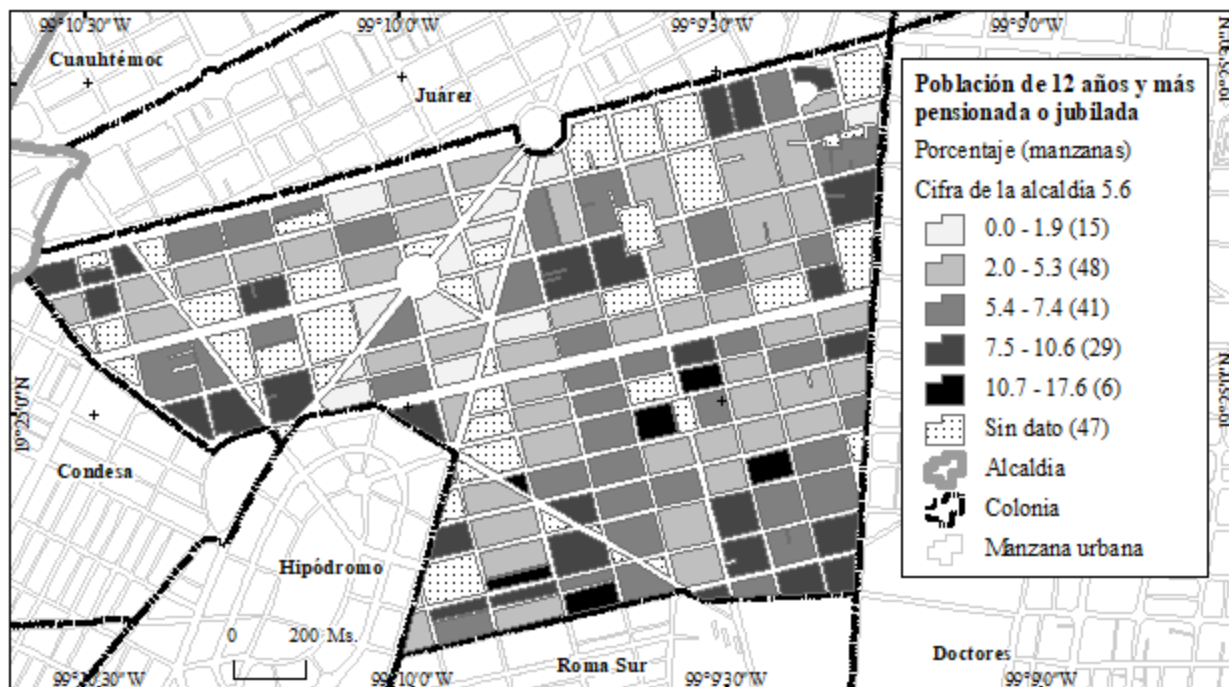 99°10'30"W
99°10'0"W
99°9'30"W
99°9'0"W
Cuauhtémoc
Juárez
Población de 12 años y más
pensionada o jubilada
Porcentaje (manzanas)
Cifra de la alcaldía 5.6
0.0 - 1.9 (15)
2.0 - 5.3 (48)
5.4 - 7.4 (41)
7.5 - 10.6 (29)
10.7 - 17.6 (6)
Sin dato (47)
Alcaldía
Colonia
Manzana urbana
19°25'0"N
Condesa
Hipódromo
0 200 Ms.
Roma Sur
Doctores
99°10'30"W
99°10'0"W
99°9'30"W
99°9'0"W